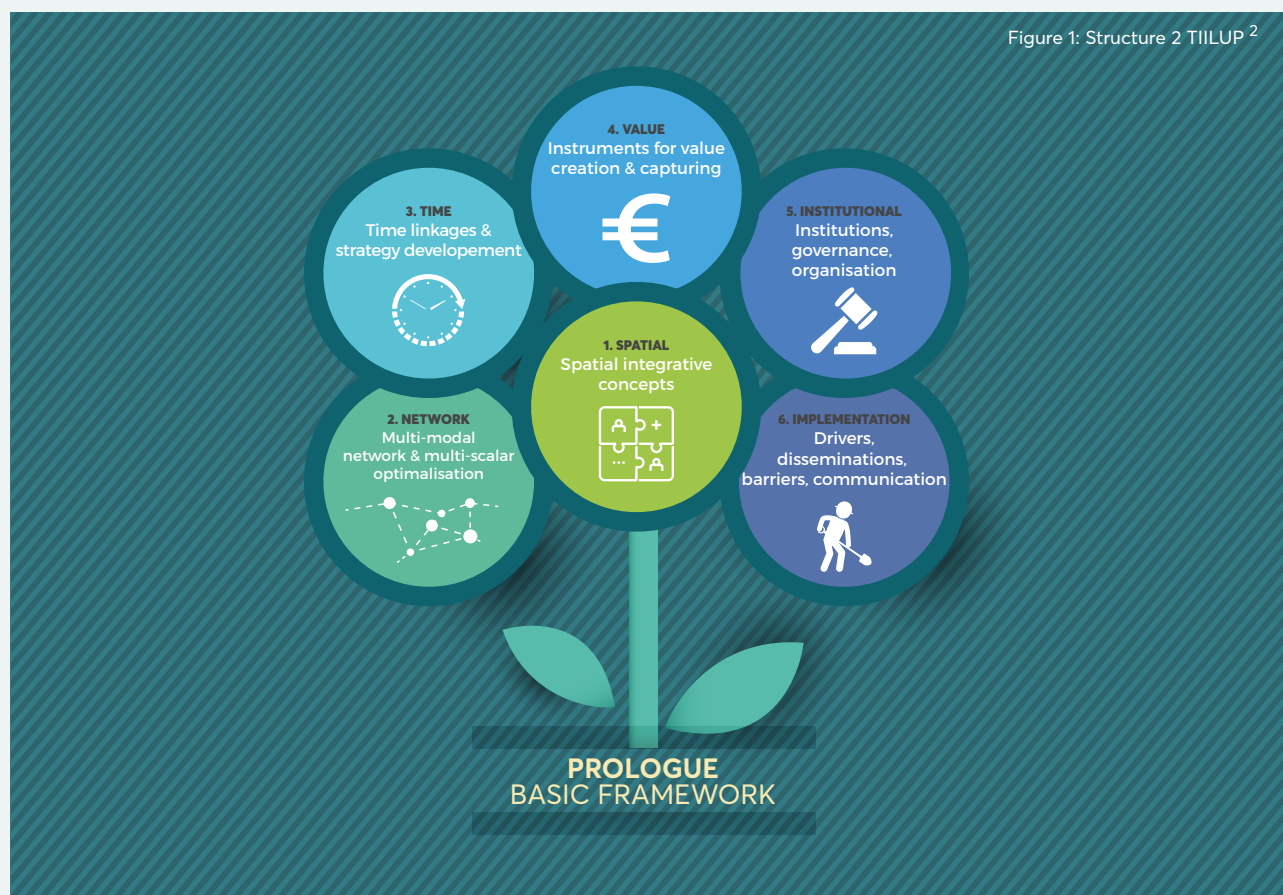 Figure 1: Structure 2 TIILUP 2
4. VALUE
Instruments for value
creation & capturing
€
3. TIME
Time linkages &
strategy developement
5. INSTITUTIONAL
Institutions,
governance,
organisation
1. SPATIAL
Spatial integrative
concepts
2. NETWORK
Multi-modal
network & multi-scalar
optimalisation
6. IMPLEMENTATION
Drivers,
disseminations,
barriers, communication
PROLOGUE
BASIC FRAMEWORK